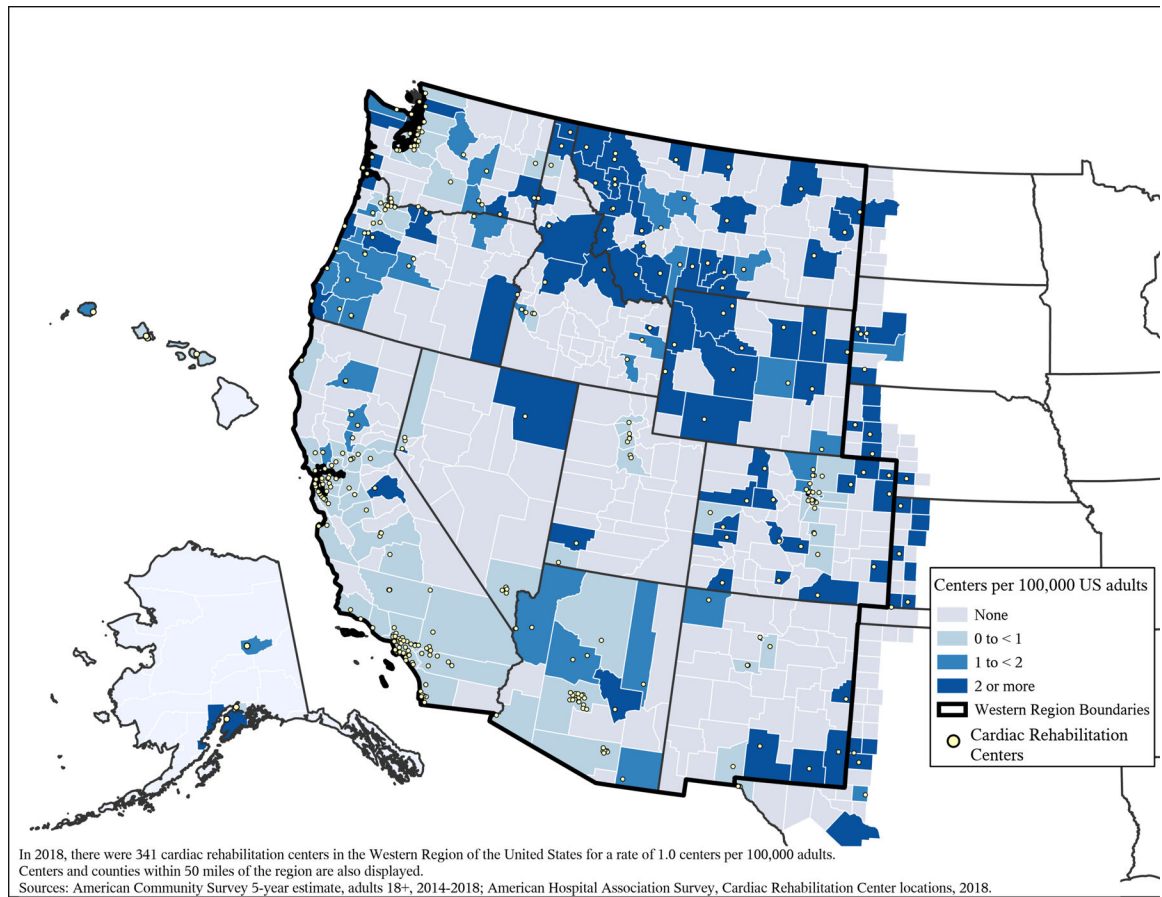 Centers per 100,000 US adults
None
0 to < 1
1 to < 2
2 or more
Western Region Boundaries
Cardiac Rehabilitation
Centers
In 2018, there were 341 cardiac rehabilitation centers in the Western Region of the United States for a rate of 1.0 centers per 100,000 adults.
Centers and counties within 50 miles of the region are also displayed.
Sources: American Community Survey 5-year estimate, adults 18+, 2014-2018; American Hospital Association Survey, Cardiac Rehabilitation Center locations, 2018.